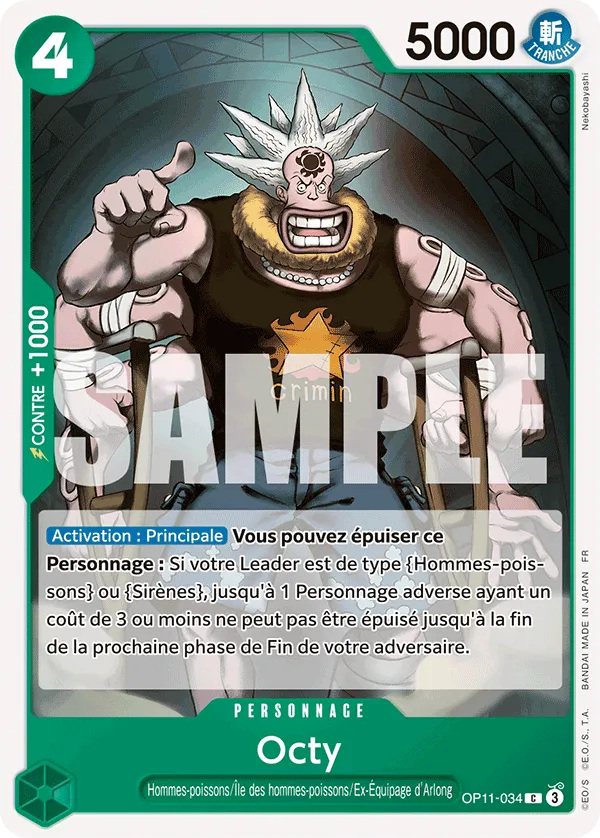 4
5000
斬
TRANCHE
Nekobayashi
CONTRE +1000
crimin
SAMPLE
Activation : Principale Vous pouvez épuiser ce
Personnage : Si votre Leader est de type {Hommes-pois-
sons} ou {Sirènes}, jusqu'à 1 Personnage adverse ayant un
coût de 3 ou moins ne peut pas être épuisé jusqu'à la fin
de la prochaine phase de Fin de votre adversaire.
PERSONNAGE
Octy
Hommes-poissons/Île des hommes-poissons/Ex-Équipage d'Arlong
OP11-034 C 3
©E.O./S., T.A. BANDAI MADE IN JAPAN FR
©EO/S